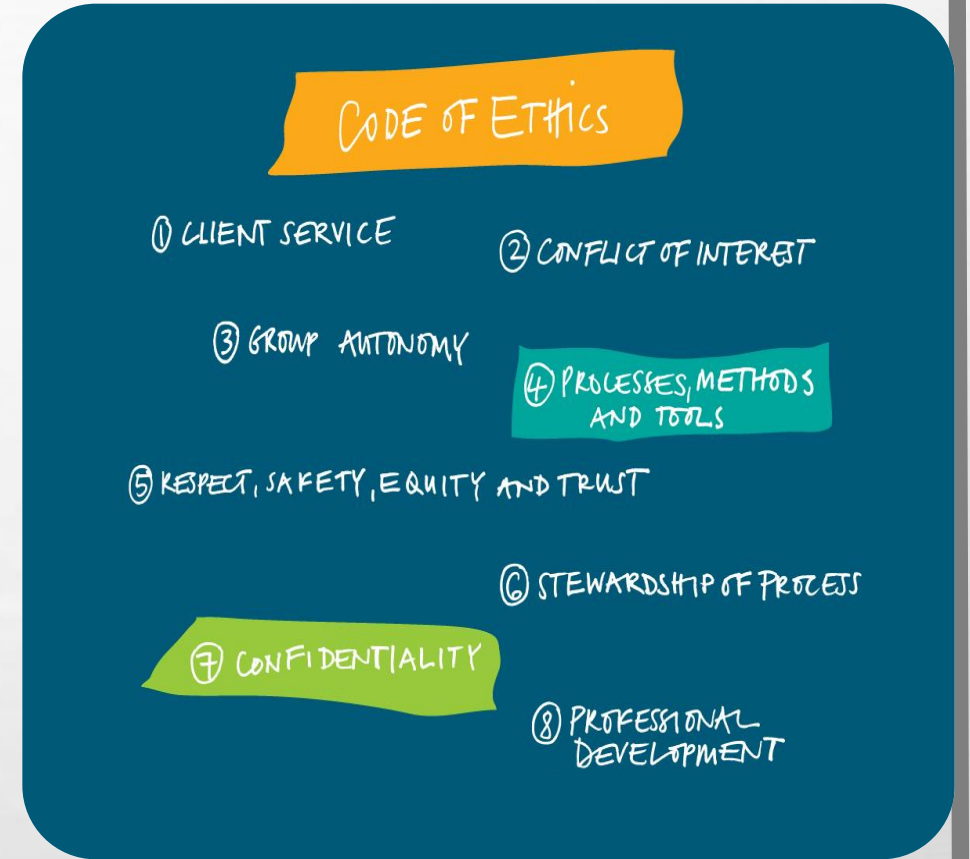 CODE OF ETHICS
① CLIENT SERVICE
② CONFLICT OF INTEREST
③ GROUP AUTONOMY
④ PROCESSES, METHODS
AND TOOLS
⑤ RESPECT, SAFETY, EQUITY AND TRUST
⑥ STEWARDSHIP OF PROCESS
⑦ CONFIDENTIALITY
⑧ PROFESSIONAL
DEVELOPMENT